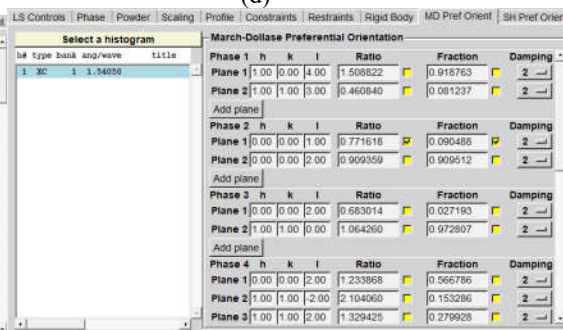 (d)
LS Controls Phase Powder Scaling Profile Constraints Restraints Rigid Body MD Pref Orient SH Pref Orien
Select a histogram
h# type bank ang/wave title
1 XC 1 1.54050
March-Dollase Preferential Orientation
Phase 1 h k l Ratio Fraction Damping
Plane 1 1.00 0.00 4.00 1.508822 0.918763 2
Plane 2 1.00 1.00 3.00 0.460840 0.081237 2
Add plane
Phase 2 h k l Ratio Fraction Damping
Plane 1 0.00 0.00 1.00 0.771618 0.090488 2
Plane 2 0.00 0.00 2.00 0.909359 0.909512 2
Add plane
Phase 3 h k l Ratio Fraction Damping
Plane 1 0.00 0.00 2.00 0.683014 0.027193 2
Plane 2 1.00 1.00 0.00 1.064260 0.972807 2
Add plane
Phase 4 h k l Ratio Fraction Damping
Plane 1 0.00 0.00 2.00 1.233868 0.566786 2
Plane 2 1.00 1.00 -2.00 2.104060 0.153286 2
Plane 3 1.00 1.00 2.00 1.329425 0.279928 2